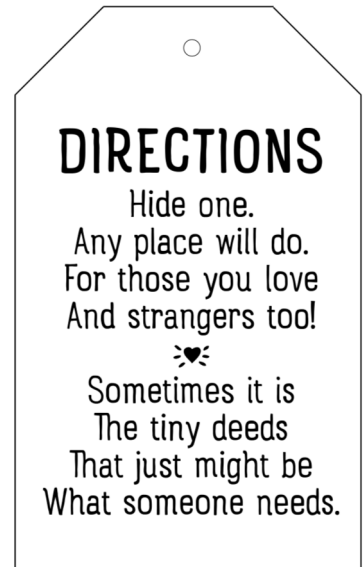 DIRECTIONS
Hide one.
Any place will do.
For those you love
And strangers too!
Sometimes it is
The tiny deeds
That just might be
What someone needs.